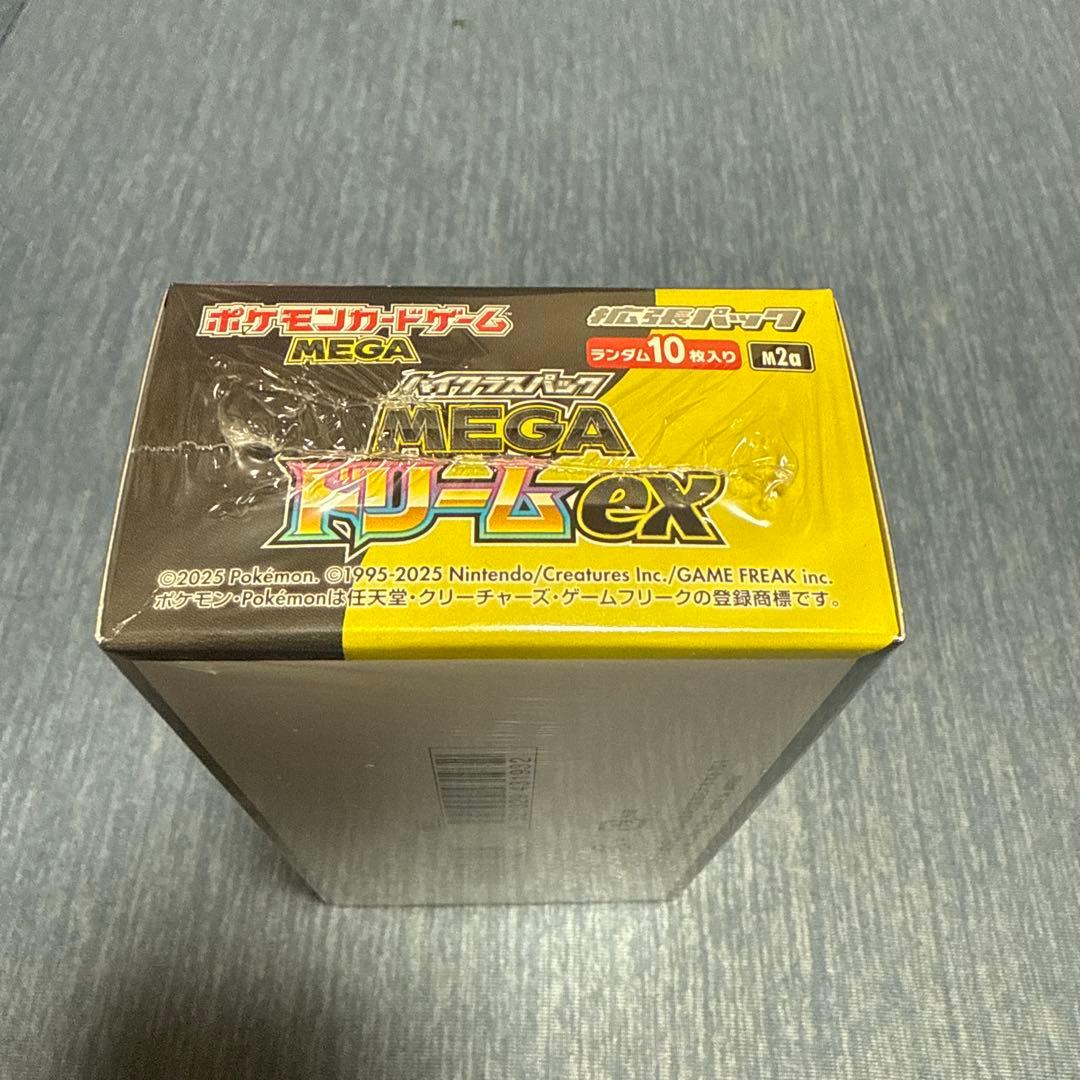 ポケモンカードゲーム
MEGA
拡張パック
ランダム10枚入り
M2a
ハイクラスパック
MEGA
ドリームex
©2025 Pokémon. ©1995-2025 Nintendo/Creatures Inc./GAME FREAK inc.
ポケモン・Pokémonは任天堂・クリーチャーズ・ゲームフリークの登録商標です。